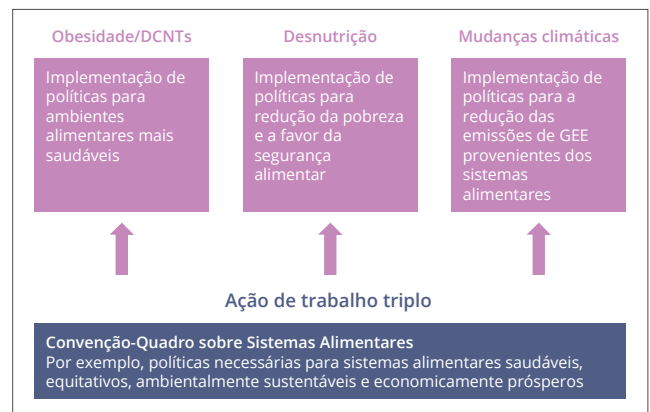 Obesidade/DCNTs
Implementação de
políticas para
ambientes
alimentares mais
saudáveis
Desnutrição
Implementação de
políticas para
redução da pobreza
e a favor da
segurança
alimentar
Mudanças climáticas
Implementação de
políticas para a
redução das
emissões de GEE
provenientes dos
sistemas
alimentares
Ação de trabalho triplo
Convenção-Quadro sobre Sistemas Alimentares
Por exemplo, políticas necessárias para sistemas alimentares saudáveis,
equitativos, ambientalmente sustentáveis e economicamente prósperos